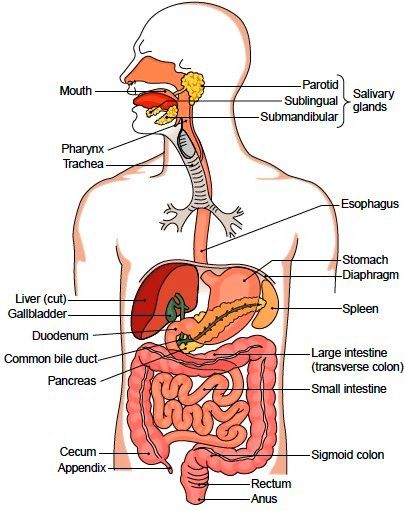 Mouth
Parotid
Sublingual
Submandibular
Salivary
glands
Pharynx
Trachea
Esophagus
Stomach
Diaphragm
Liver (cut)
Gallbladder
Spleen
Duodenum
Common bile duct
Pancreas
Large intestine
(transverse colon)
Small intestine
Cecum
Appendix
Sigmoid colon
Rectum
Anus